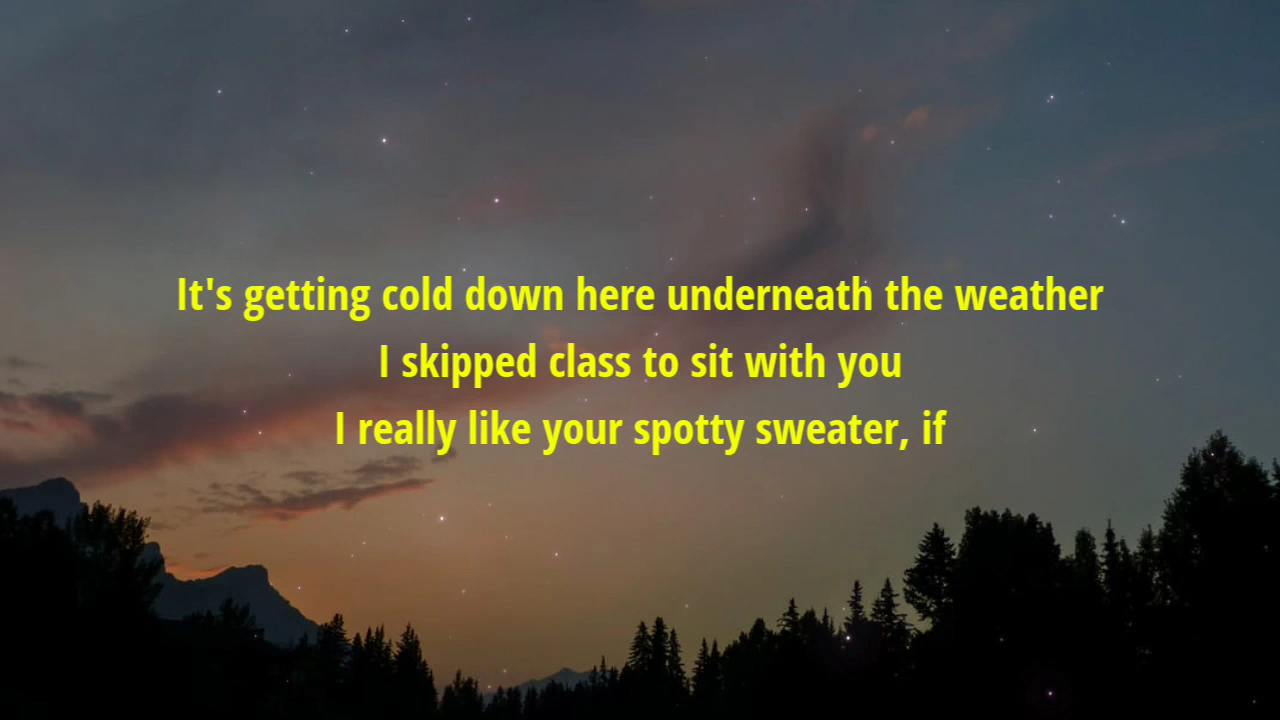 It's getting cold down here underneath the weather
I skipped class to sit with you
I really like your spotty sweater, if